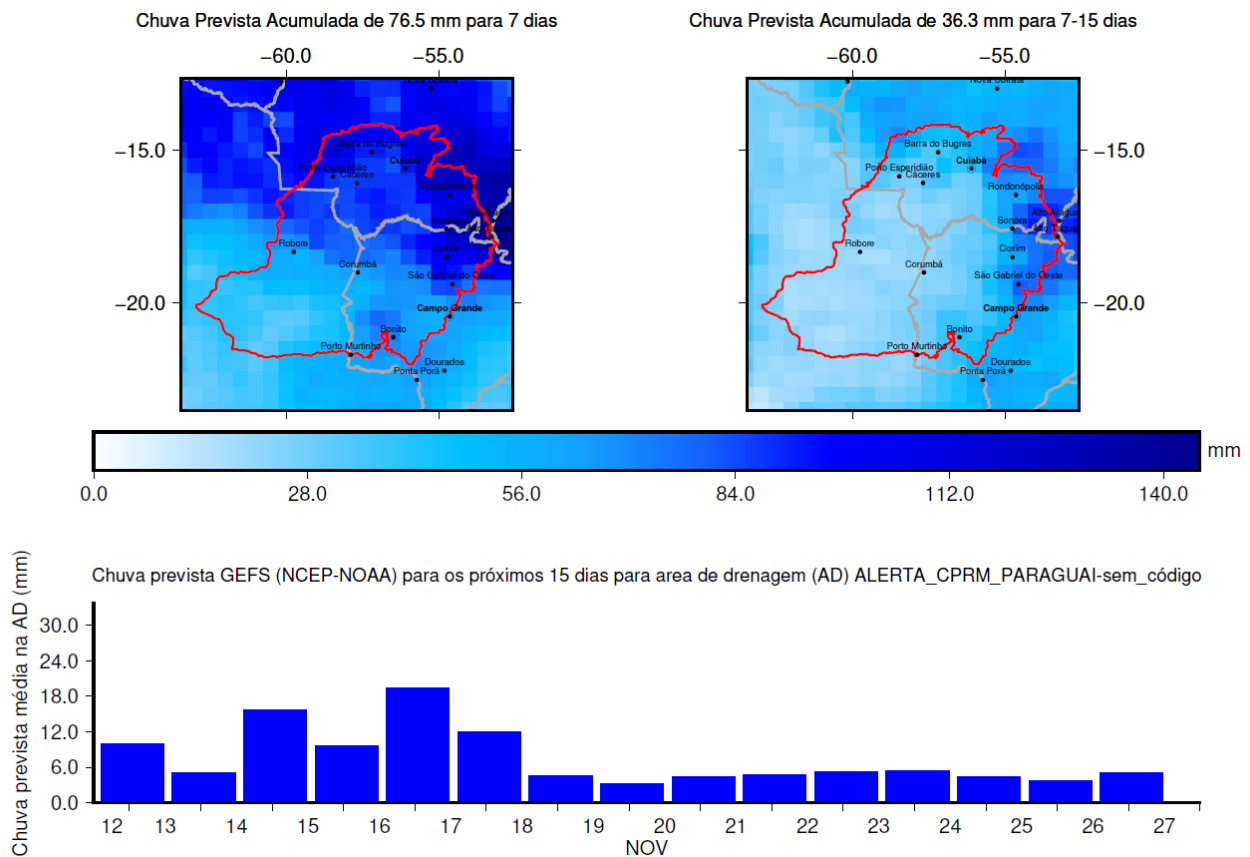 Chuva Prevista Acumulada de 76.5 mm para 7 dias
Chuva Prevista Acumulada de 36.3 mm para 7-15 dias
−60.0 −55.0
−60.0 −55.0
−15.0
−20.0
−15.0
−20.0
Barra do Bugres
Cuiabá
Porto Esperidião
Cáceres
Rondonópolis
Sonora
Robore
Coxim
Corumbá
São Gabriel do Oeste
Campo Grande
Bonito
Porto Murtinho
Dourados
Ponta Porã
Nova Ubiratã
Barra do Bugres
Cuiabá
Porto Esperidião
Cáceres
Rondonópolis
Alto Aragua
Sonora
Alto Taqua
Robore
Coxim
Corumbá
São Gabriel do Oeste
Campo Grande
Bonito
Porto Murtinho
Dourados
Ponta Porã
mm
0.0 28.0 56.0 84.0 112.0 140.0
Chuva prevista GEFS (NCEP-NOAA) para os próximos 15 dias para area de drenagem (AD) ALERTA_CPRM_PARAGUAI-sem_código
Chuva prevista média na AD (mm)
30.0
24.0
18.0
12.0
6.0
0.0
12 13 14 15 16 17 18 19 20 21 22 23 24 25 26 27
NOV